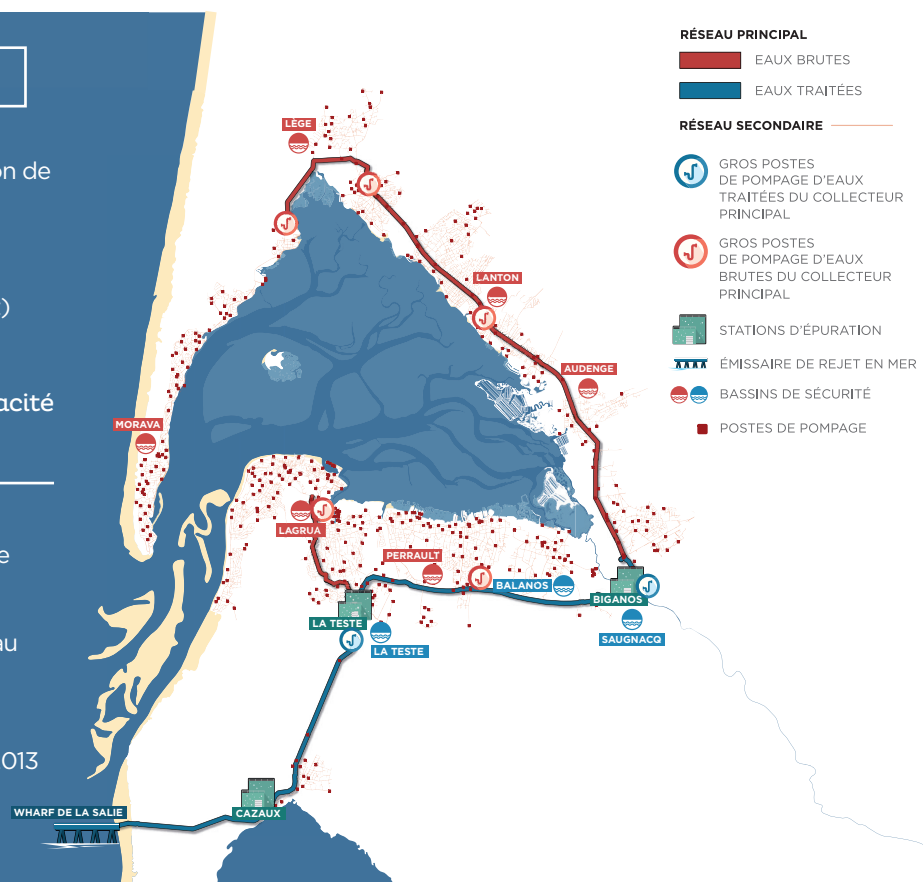 on de
)
acité
e
au
013
RÉSEAU PRINCIPAL
EAUX BRUTES
EAUX TRAITÉES
RÉSEAU SECONDAIRE
GROS POSTES
DE POMPAGE D'EAUX
TRAITÉES DU COLLECTEUR
PRINCIPAL
GROS POSTES
DE POMPAGE D'EAUX
BRUTES DU COLLECTEUR
PRINCIPAL
STATIONS D'ÉPURATION
ÉMISSAIRE DE REJET EN MER
BASSINS DE SÉCURITÉ
POSTES DE POMPAGE
LÈGE
LANTON
AUDENGE
MORAVA
LAGRUA
PERRAULT
BALANOS
BIGANOS
LA TESTE
LA TESTE
SAUGNACQ
CAZAUX
WHARF DE LA SALIE